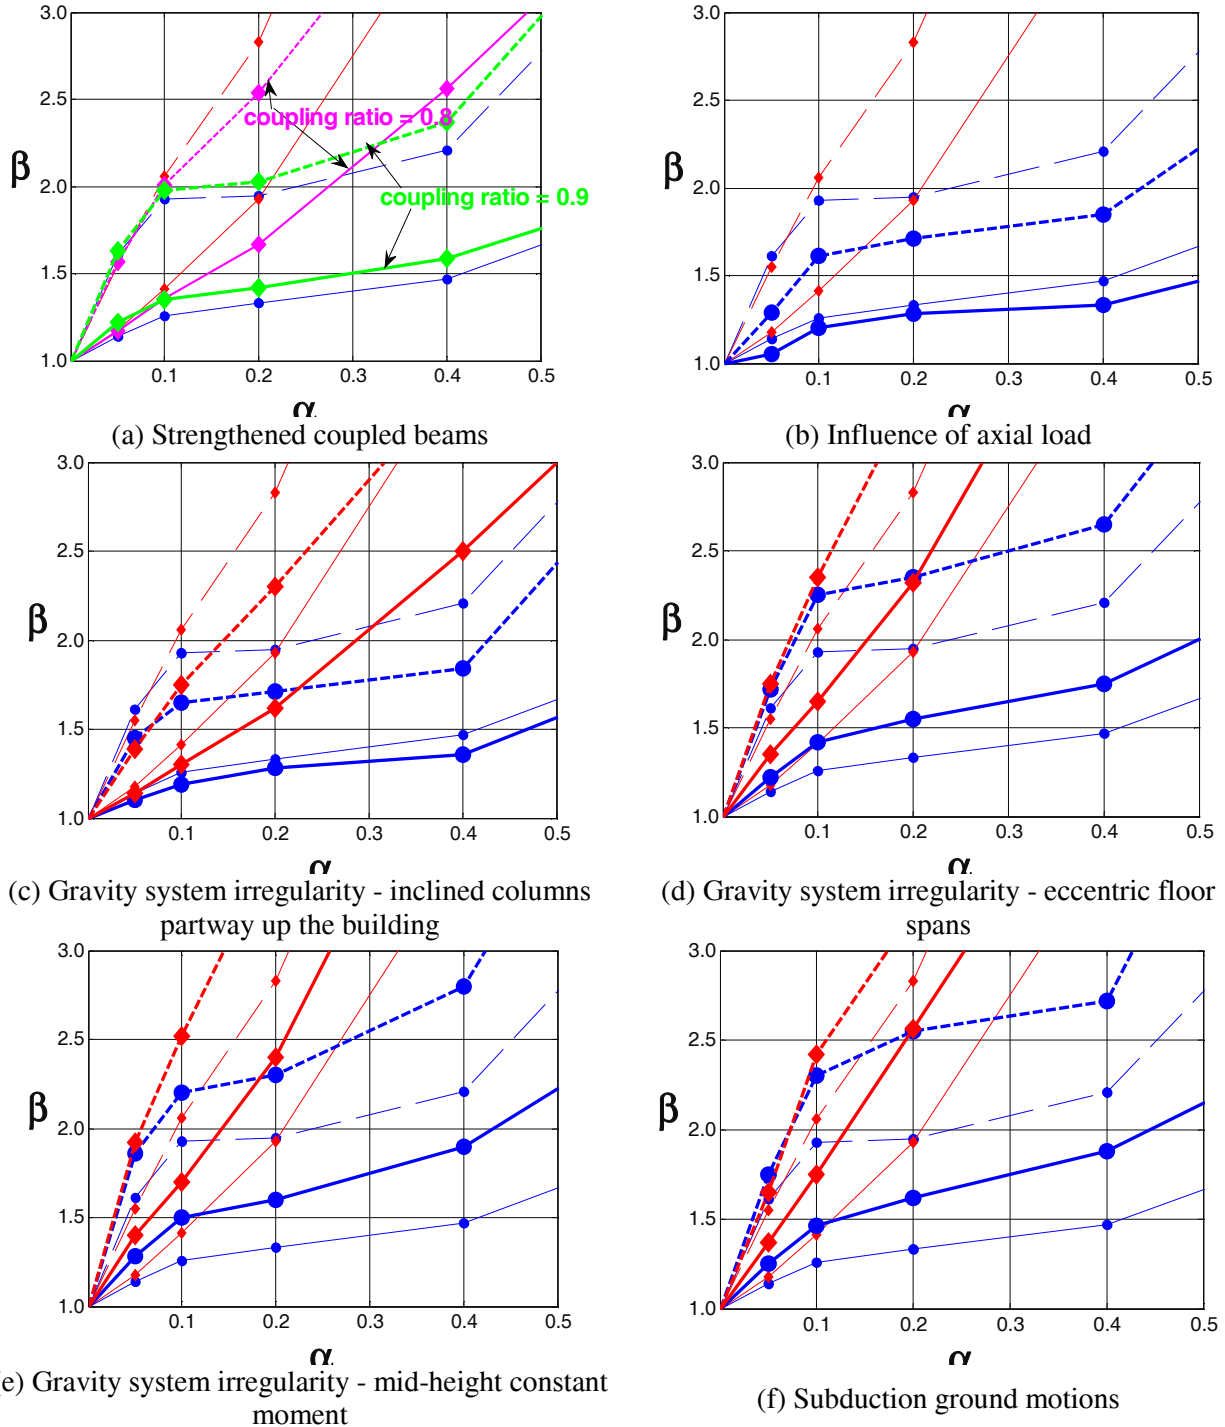 3.0
2.5
2.0
1.5
1.0
β
coupling ratio = 0.8
coupling ratio = 0.9
0.1 0.2 0.3 0.4 0.5
α
(a) Strengthened coupled beams
3.0
2.5
2.0
1.5
1.0
β
0.1 0.2 0.3 0.4 0.5
α
(b) Influence of axial load
3.0
2.5
2.0
1.5
1.0
β
0.1 0.2 0.3 0.4 0.5
α
(c) Gravity system irregularity - inclined columns
partway up the building
3.0
2.5
2.0
1.5
1.0
β
0.1 0.2 0.3 0.4 0.5
α
(d) Gravity system irregularity - eccentric floor
spans
3.0
2.5
2.0
1.5
1.0
β
0.1 0.2 0.3 0.4 0.5
α
e) Gravity system irregularity - mid-height constant
moment
3.0
2.5
2.0
1.5
1.0
β
0.1 0.2 0.3 0.4 0.5
α
(f) Subduction ground motions